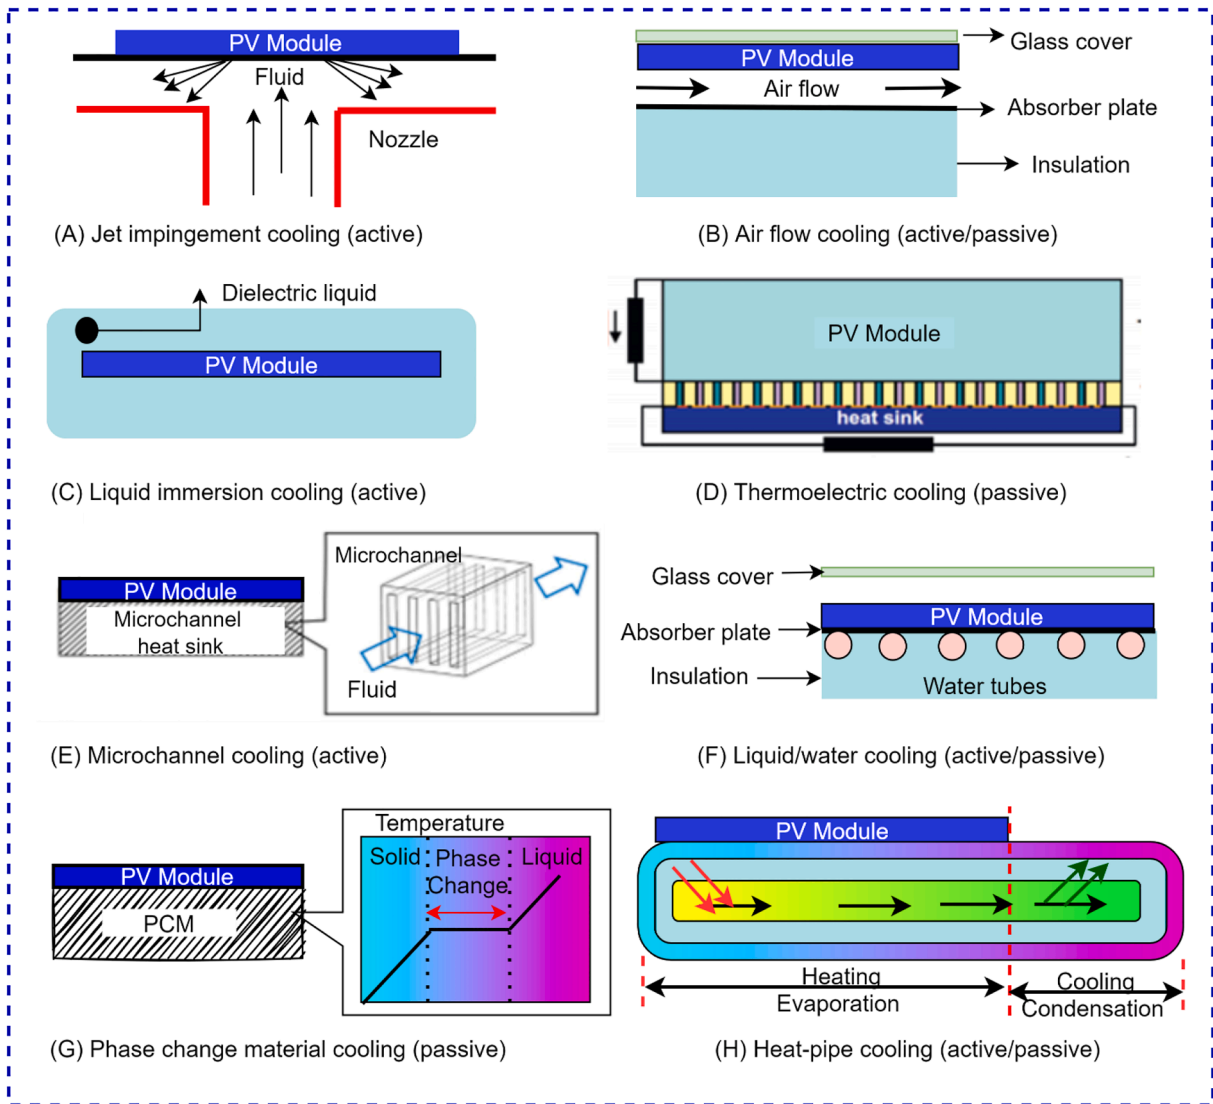 PV Module
Fluid
Nozzle
(A) Jet impingement cooling (active)
Glass cover
PV Module
Air flow
Absorber plate
Insulation
(B) Air flow cooling (active/passive)
Dielectric liquid
PV Module
(C) Liquid immersion cooling (active)
PV Module
heat sink
(D) Thermoelectric cooling (passive)
PV Module
Microchannel
heat sink
Microchannel
Fluid
(E) Microchannel cooling (active)
Glass cover
PV Module
Absorber plate
Insulation
Water tubes
(F) Liquid/water cooling (active/passive)
PV Module
PCM
Temperature
Solid
Phase
Change
Liquid
(G) Phase change material cooling (passive)
PV Module
Heating
Evaporation
Cooling
Condensation
(H) Heat-pipe cooling (active/passive)